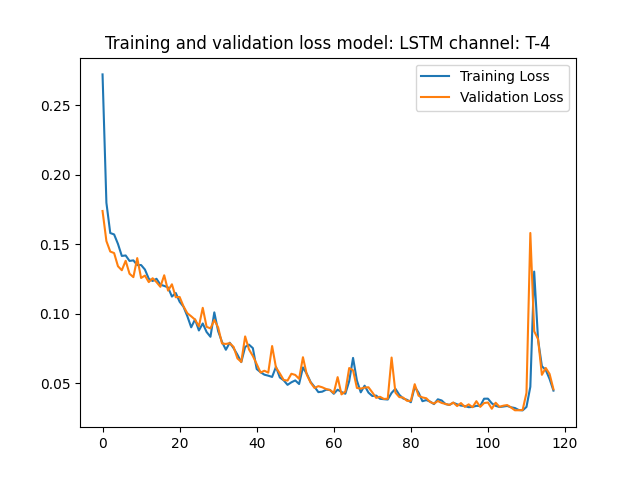 Training and validation loss model: LSTM channel: T-4
Training Loss
Validation Loss
0.25
0.20
0.15
0.10
0.05
0 20 40 60 80 100 120